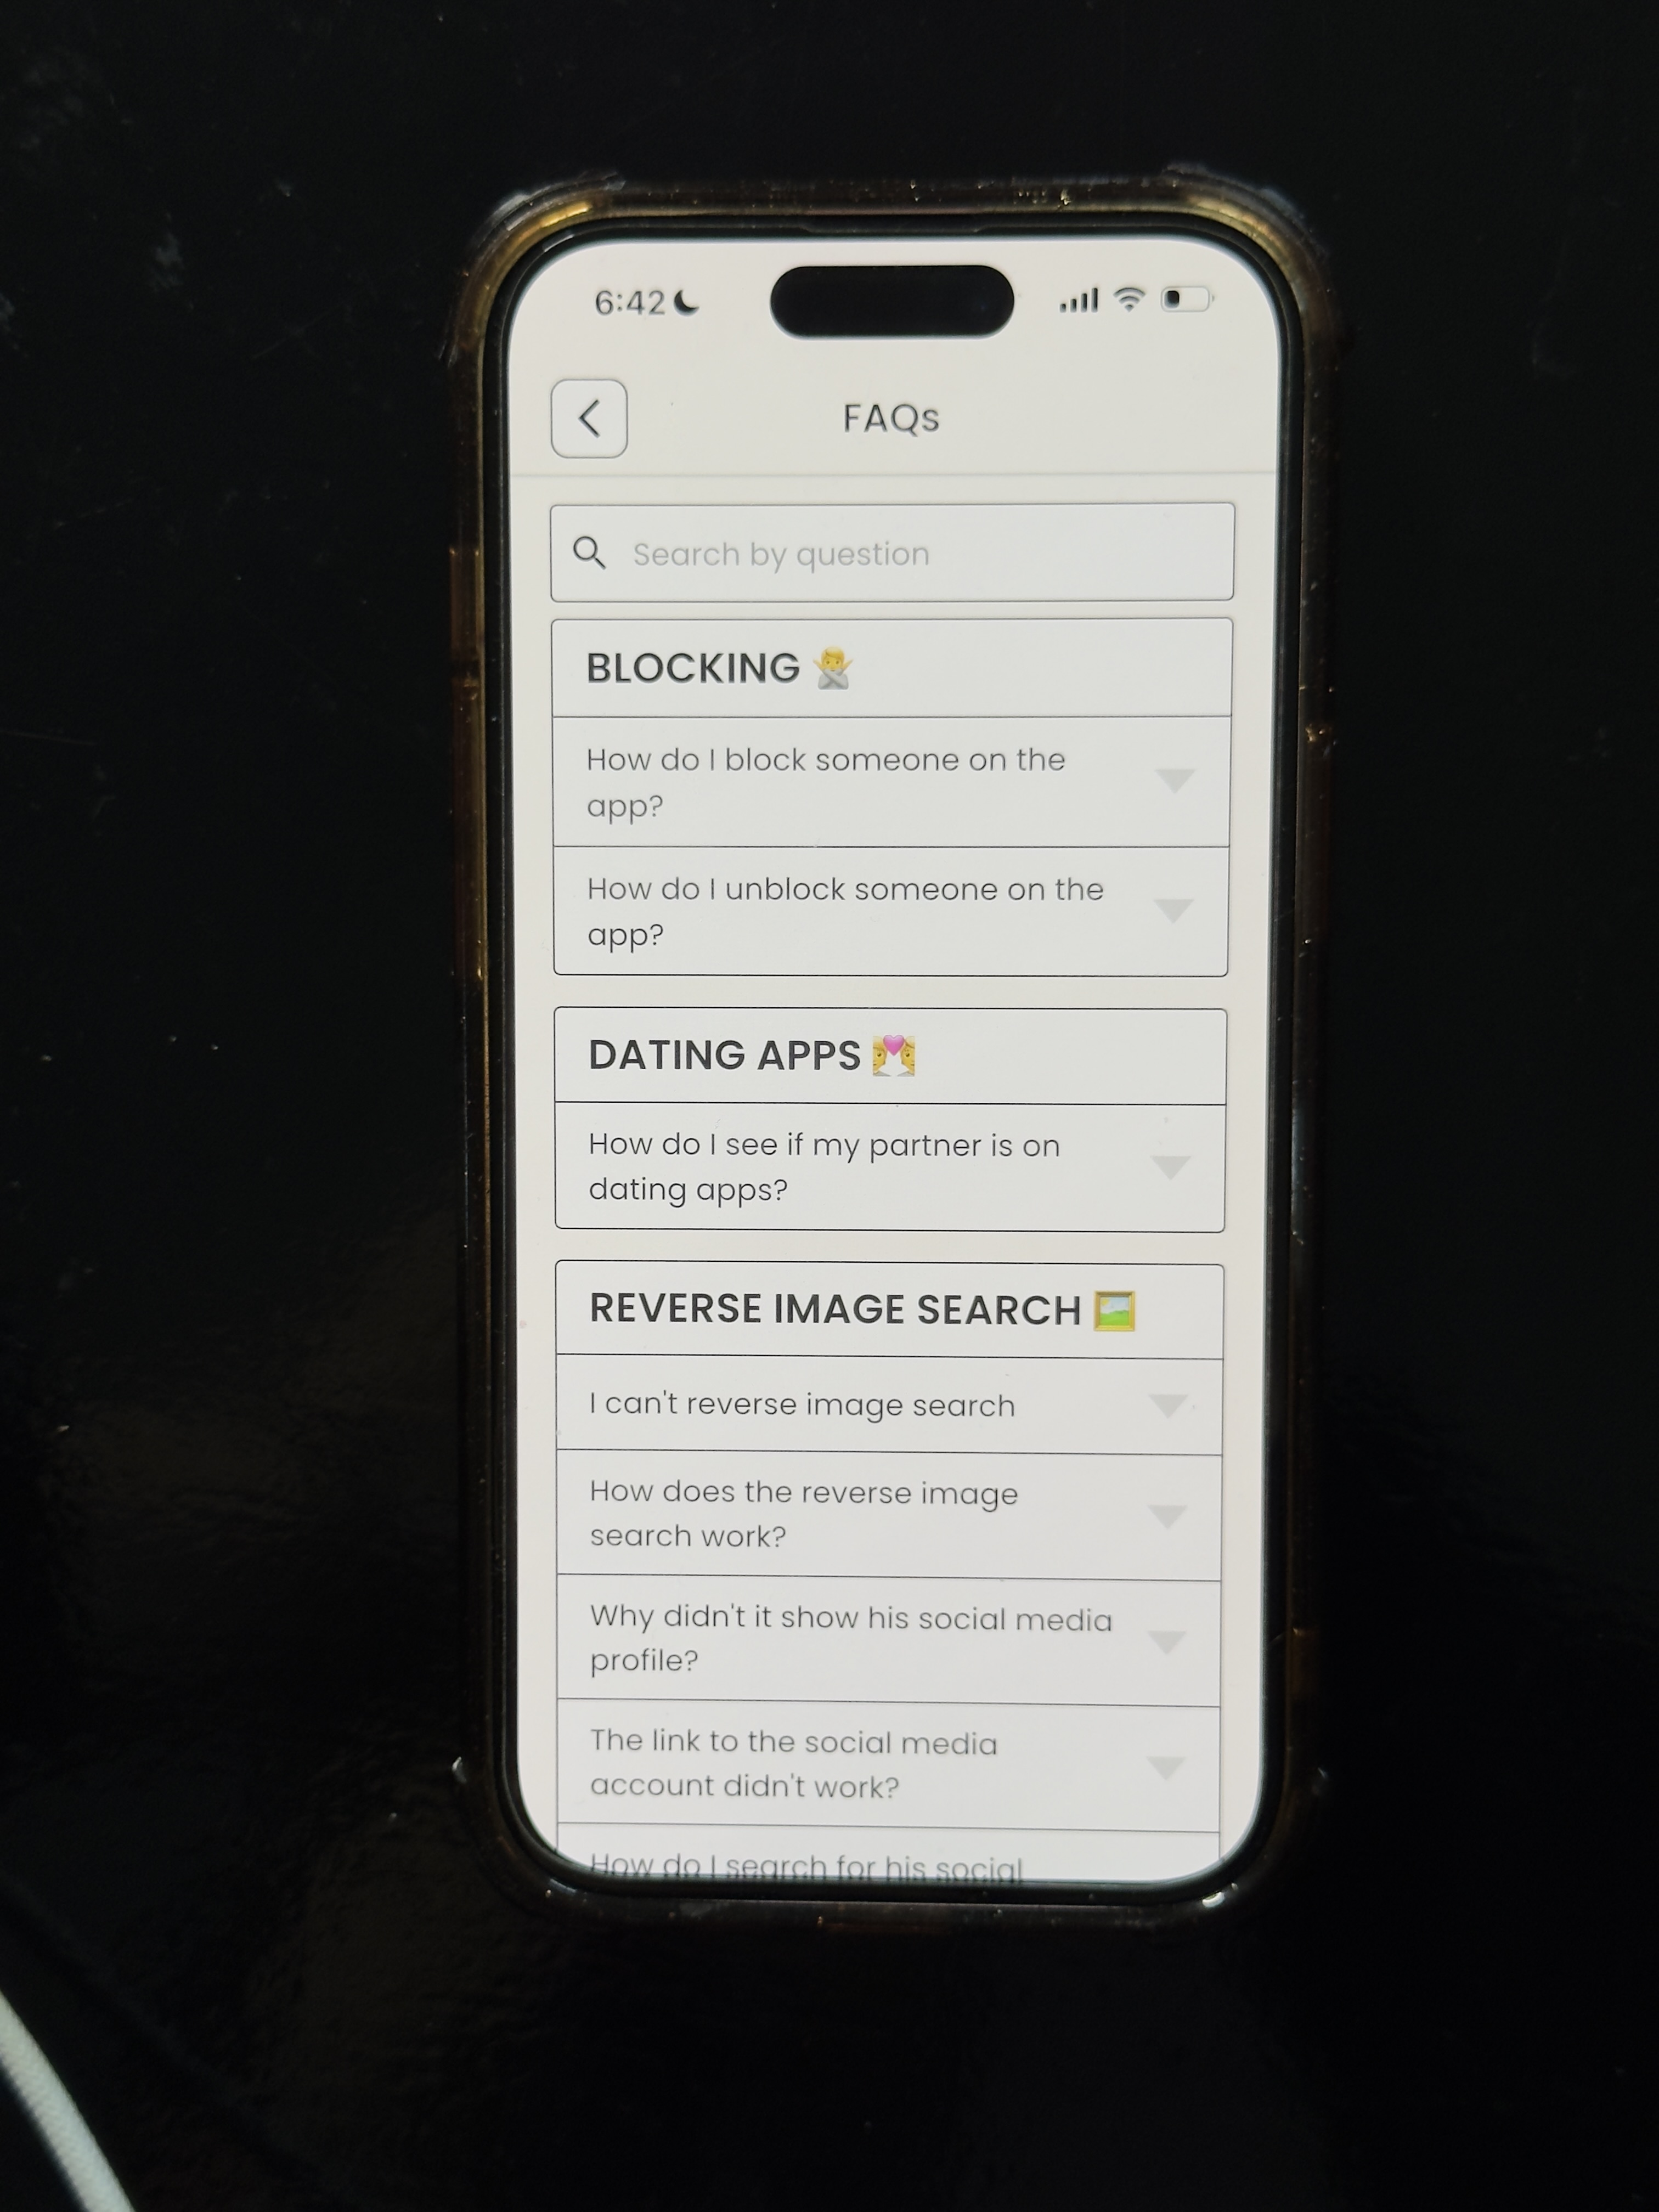 6:42
FAQs
Search by question
BLOCKING
How do I block someone on the
app?
How do I unblock someone on the
app?
DATING APPS
How do I see if my partner is on
dating apps?
REVERSE IMAGE SEARCH
I can't reverse image search
How does the reverse image
search work?
Why didn't it show his social media
profile?
The link to the social media
account didn't work?
How do I search for his social